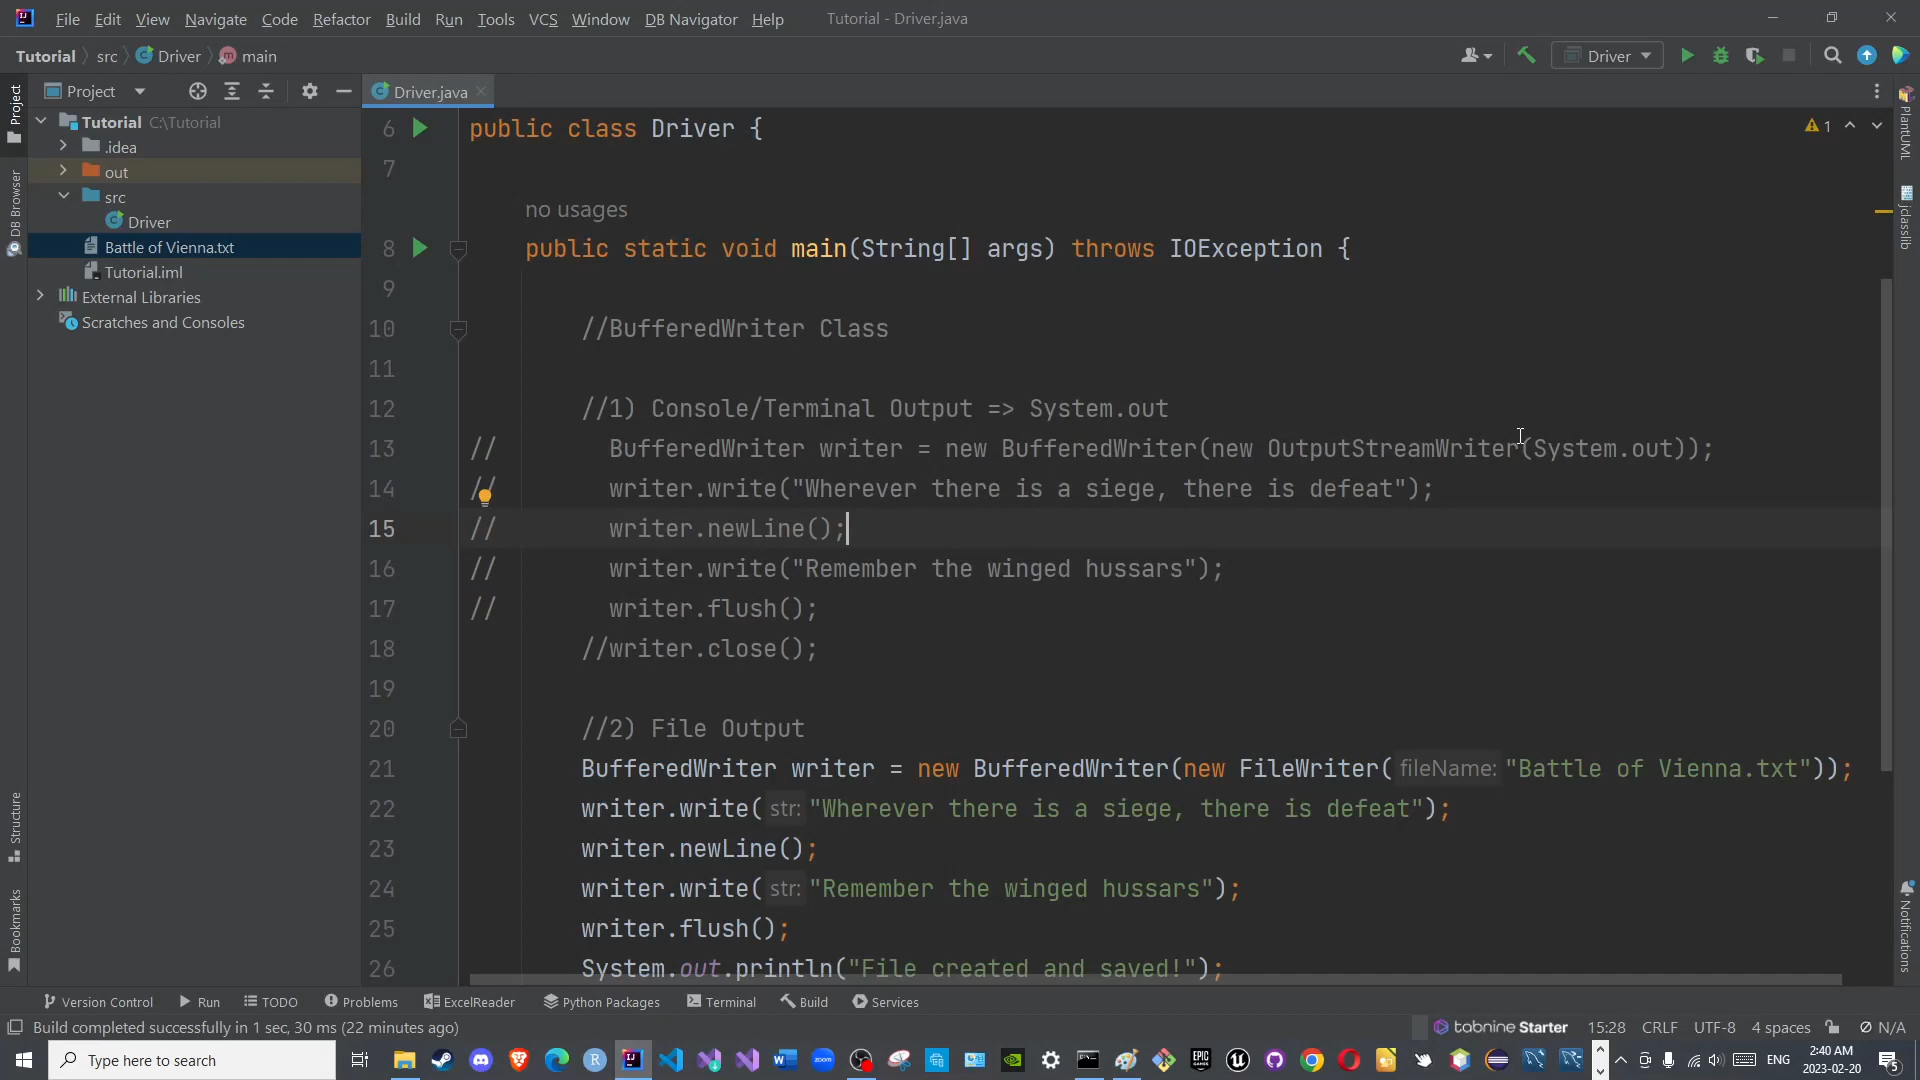 File Edit View Navigate Code Refactor Build Run Tools VCS Window DB Navigator Help Tutorial - Driver.java
Tutorial src Driver main Driver
Project Driver.java
Tutorial C:\Tutorial
.idea
out
src
Driver
Battle of Vienna.txt
Tutorial.iml
External Libraries
Scratches and Consoles
Project
DB Browser
Structure
Bookmarks
1
6 public class Driver {
7
no usages
8 public static void main(String[] args) throws IOException {
9
10 //BufferedWriter Class
11
12 //1) Console/Terminal Output => System.out
13 // BufferedWriter writer = new BufferedWriter(new OutputStreamWriter(System.out));
14 // writer.write("Wherever there is a siege, there is defeat");
15 // writer.newLine();
16 // writer.write("Remember the winged hussars");
17 // writer.flush();
18 //writer.close();
19
20 //2) File Output
21 BufferedWriter writer = new BufferedWriter(new FileWriter( fileName: "Battle of Vienna.txt"));
22 writer.write( str: "Wherever there is a siege, there is defeat");
23 writer.newLine();
24 writer.write( str: "Remember the winged hussars");
25 writer.flush();
26 System.out.println("File created and saved!");
PlantUML
jclasslib
Notifications
Version Control Run TODO Problems ExcelReader Python Packages Terminal Build Services
Build completed successfully in 1 sec, 30 ms (22 minutes ago) tabnine Starter 15:28 CRLF UTF-8 4 spaces N/A
Type here to search ENG 2:40 AM
2023-02-20 5